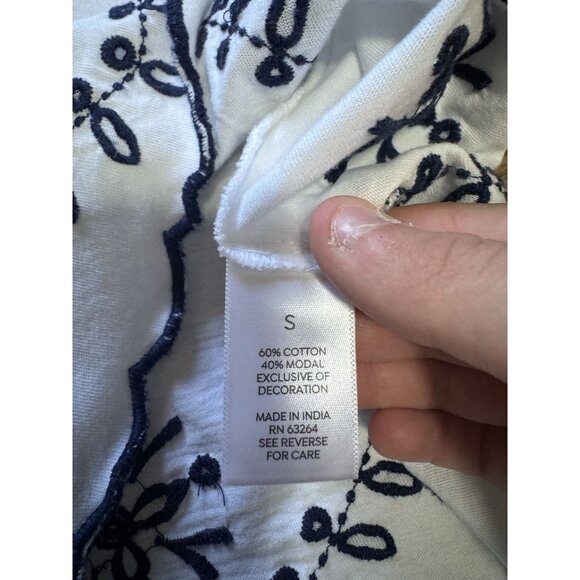 S
60% COTTON
40% MODAL
EXCLUSIVE OF
DECORATION
MADE IN INDIA
RN 63264
SEE REVERSE
FOR CARE